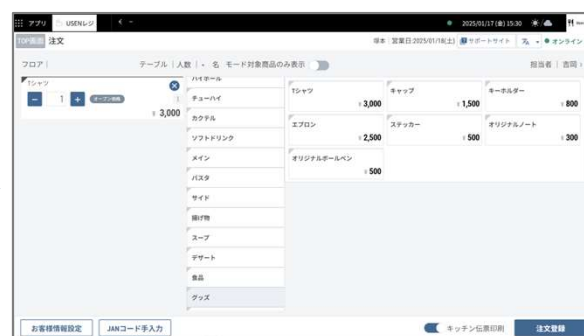 アプリ USENレジ 2025/01/17(金) 15:30
TOP画面 注文 営業日:2025/01/18(土) サポートサイト オンライン
フロア | テーブル | 人数 | - 名 モード対象商品のみ表示 担当者 | 吉岡
Tシャツ
1 オープン価格
¥ 3,000
ハイボール
チューハイ
カクテル
ソフトドリンク
メイン
パスタ
サイド
揚げ物
スープ
デザート
食品
グッズ
Tシャツ ¥ 3,000
キャップ ¥ 1,500
キーホルダー ¥ 800
エプロン ¥ 2,500
ステッカー ¥ 500
オリジナルノート ¥ 300
オリジナルボールペン ¥ 500
お客様情報設定 JANコード手入力 キッチン伝票印刷 注文登録